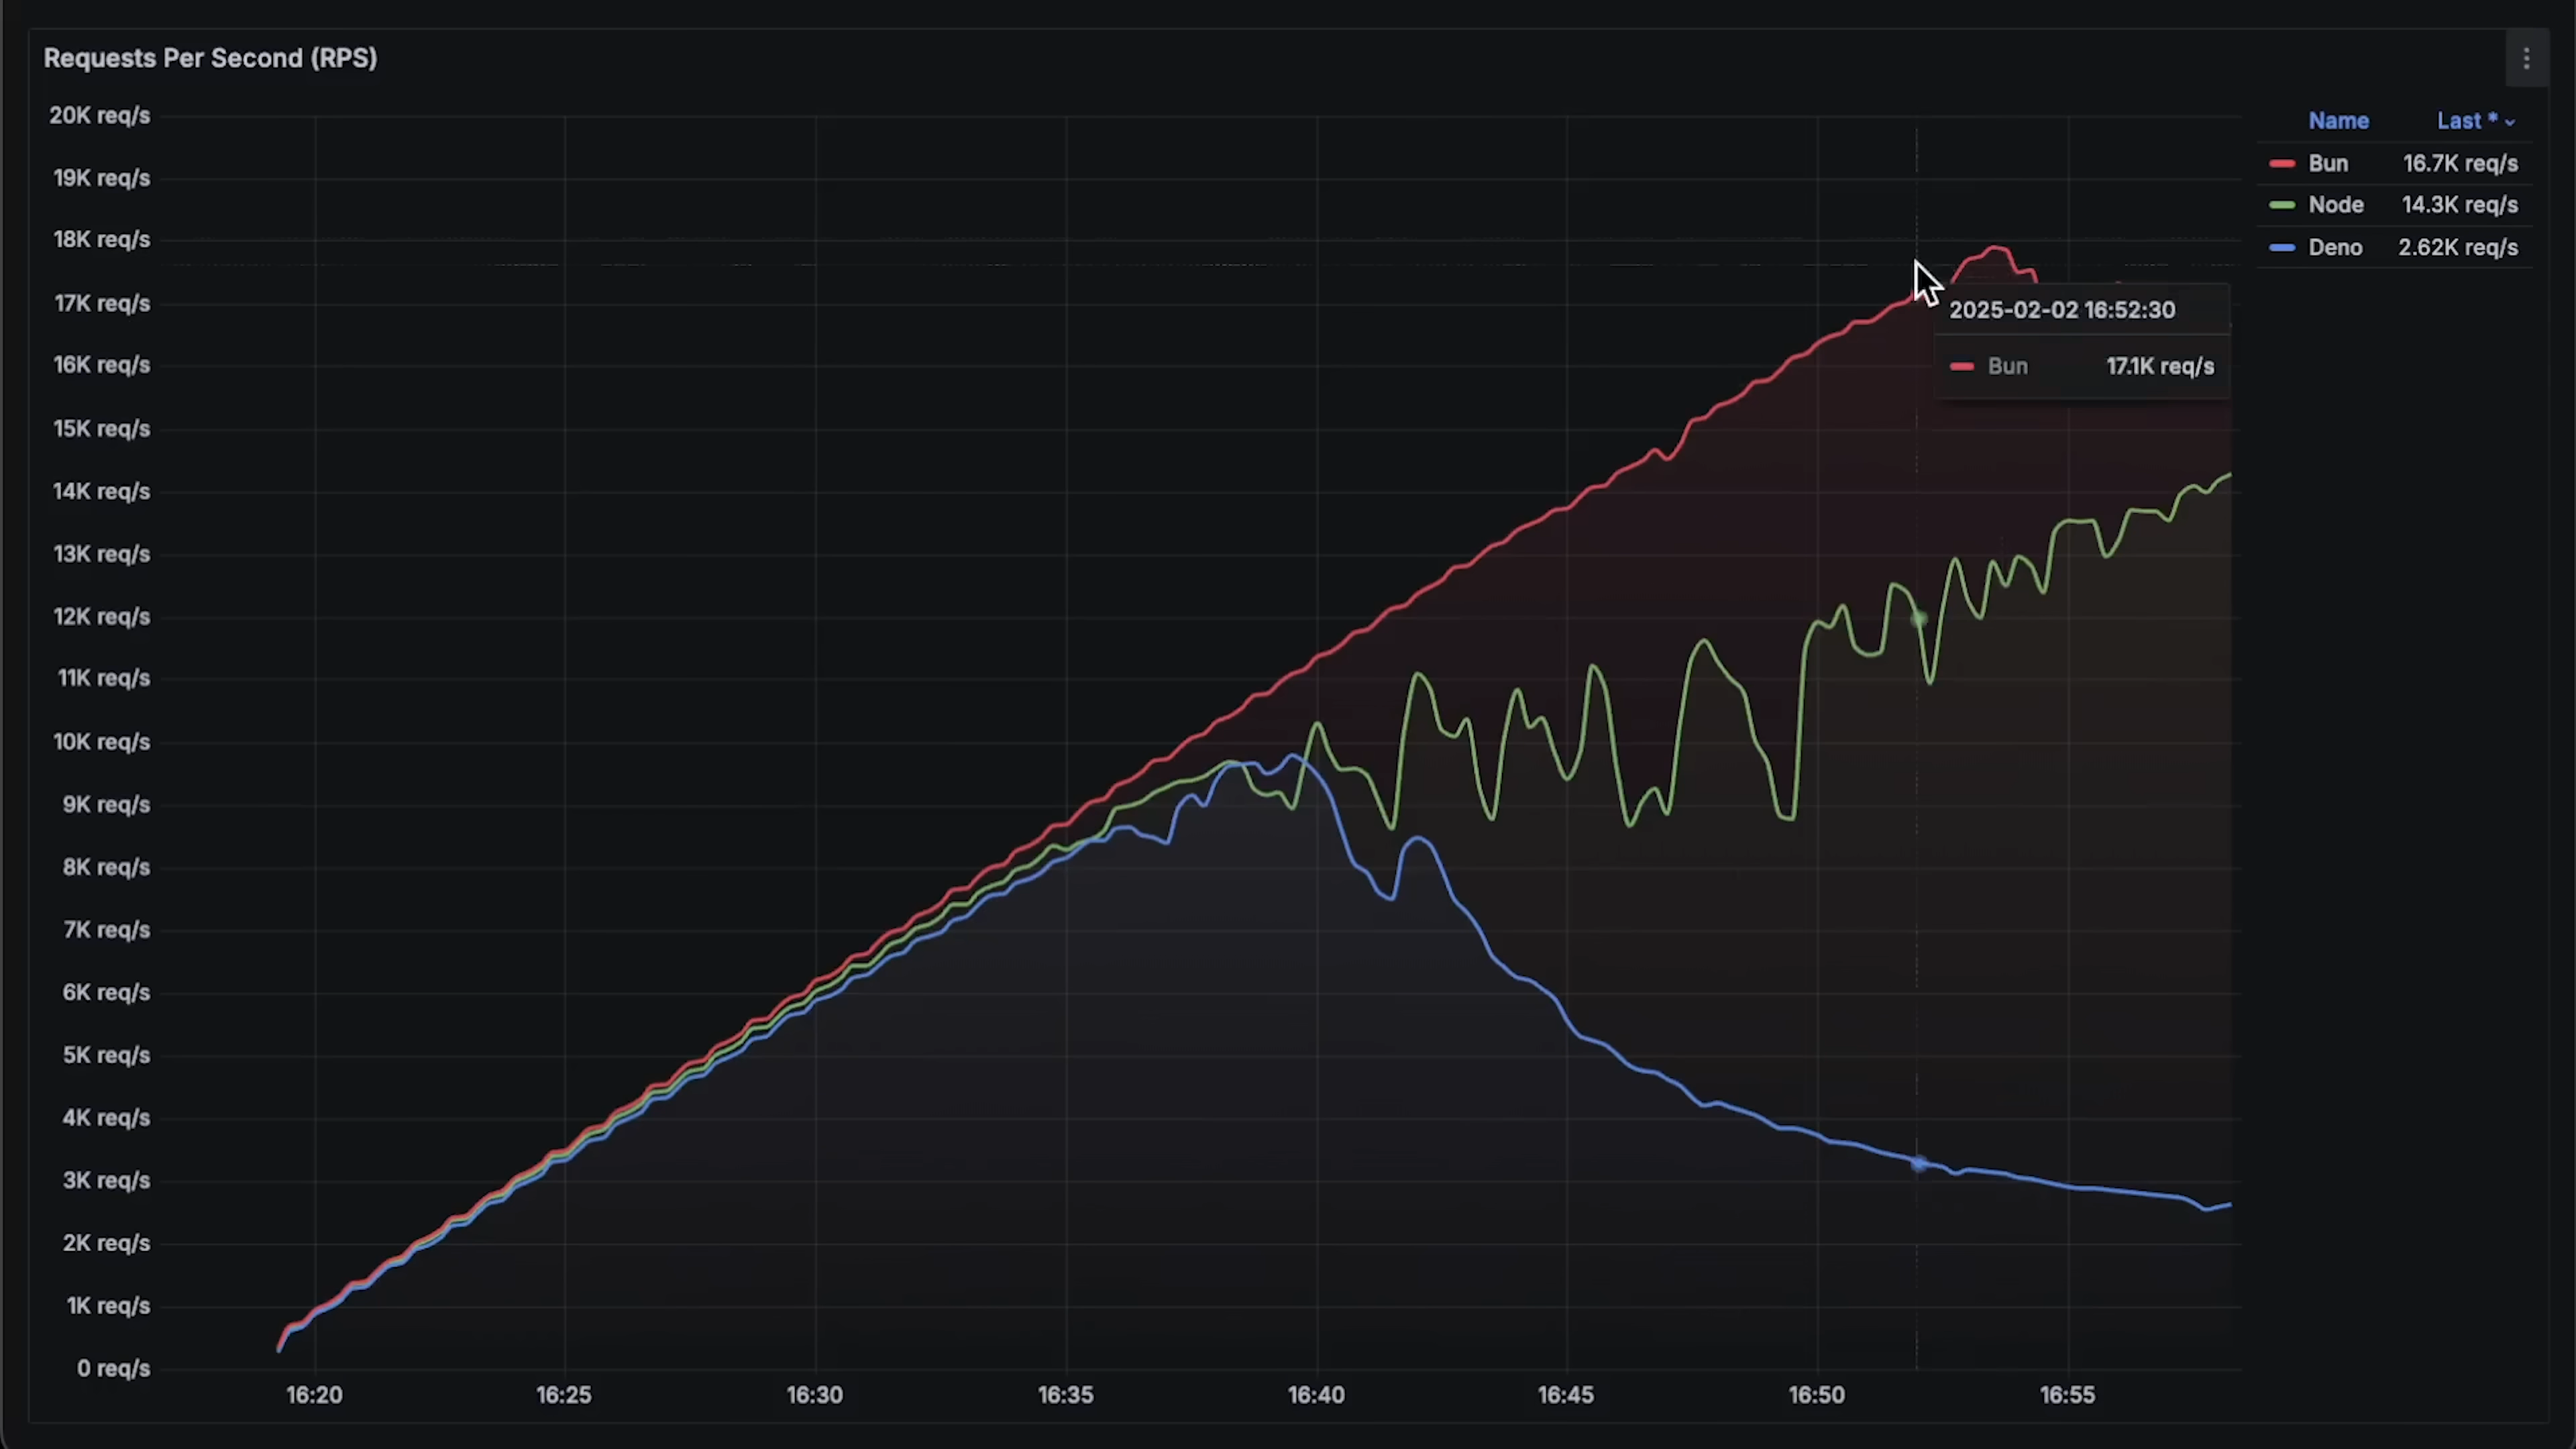 Requests Per Second (RPS)
20K req/s
19K req/s
18K req/s
17K req/s
16K req/s
15K req/s
14K req/s
13K req/s
12K req/s
11K req/s
10K req/s
9K req/s
8K req/s
7K req/s
6K req/s
5K req/s
4K req/s
3K req/s
2K req/s
1K req/s
0 req/s
16:20 16:25 16:30 16:35 16:40 16:45 16:50 16:55
Name Last *
Bun 16.7K req/s
Node 14.3K req/s
Deno 2.62K req/s
2025-02-02 16:52:30
Bun 17.1K req/s